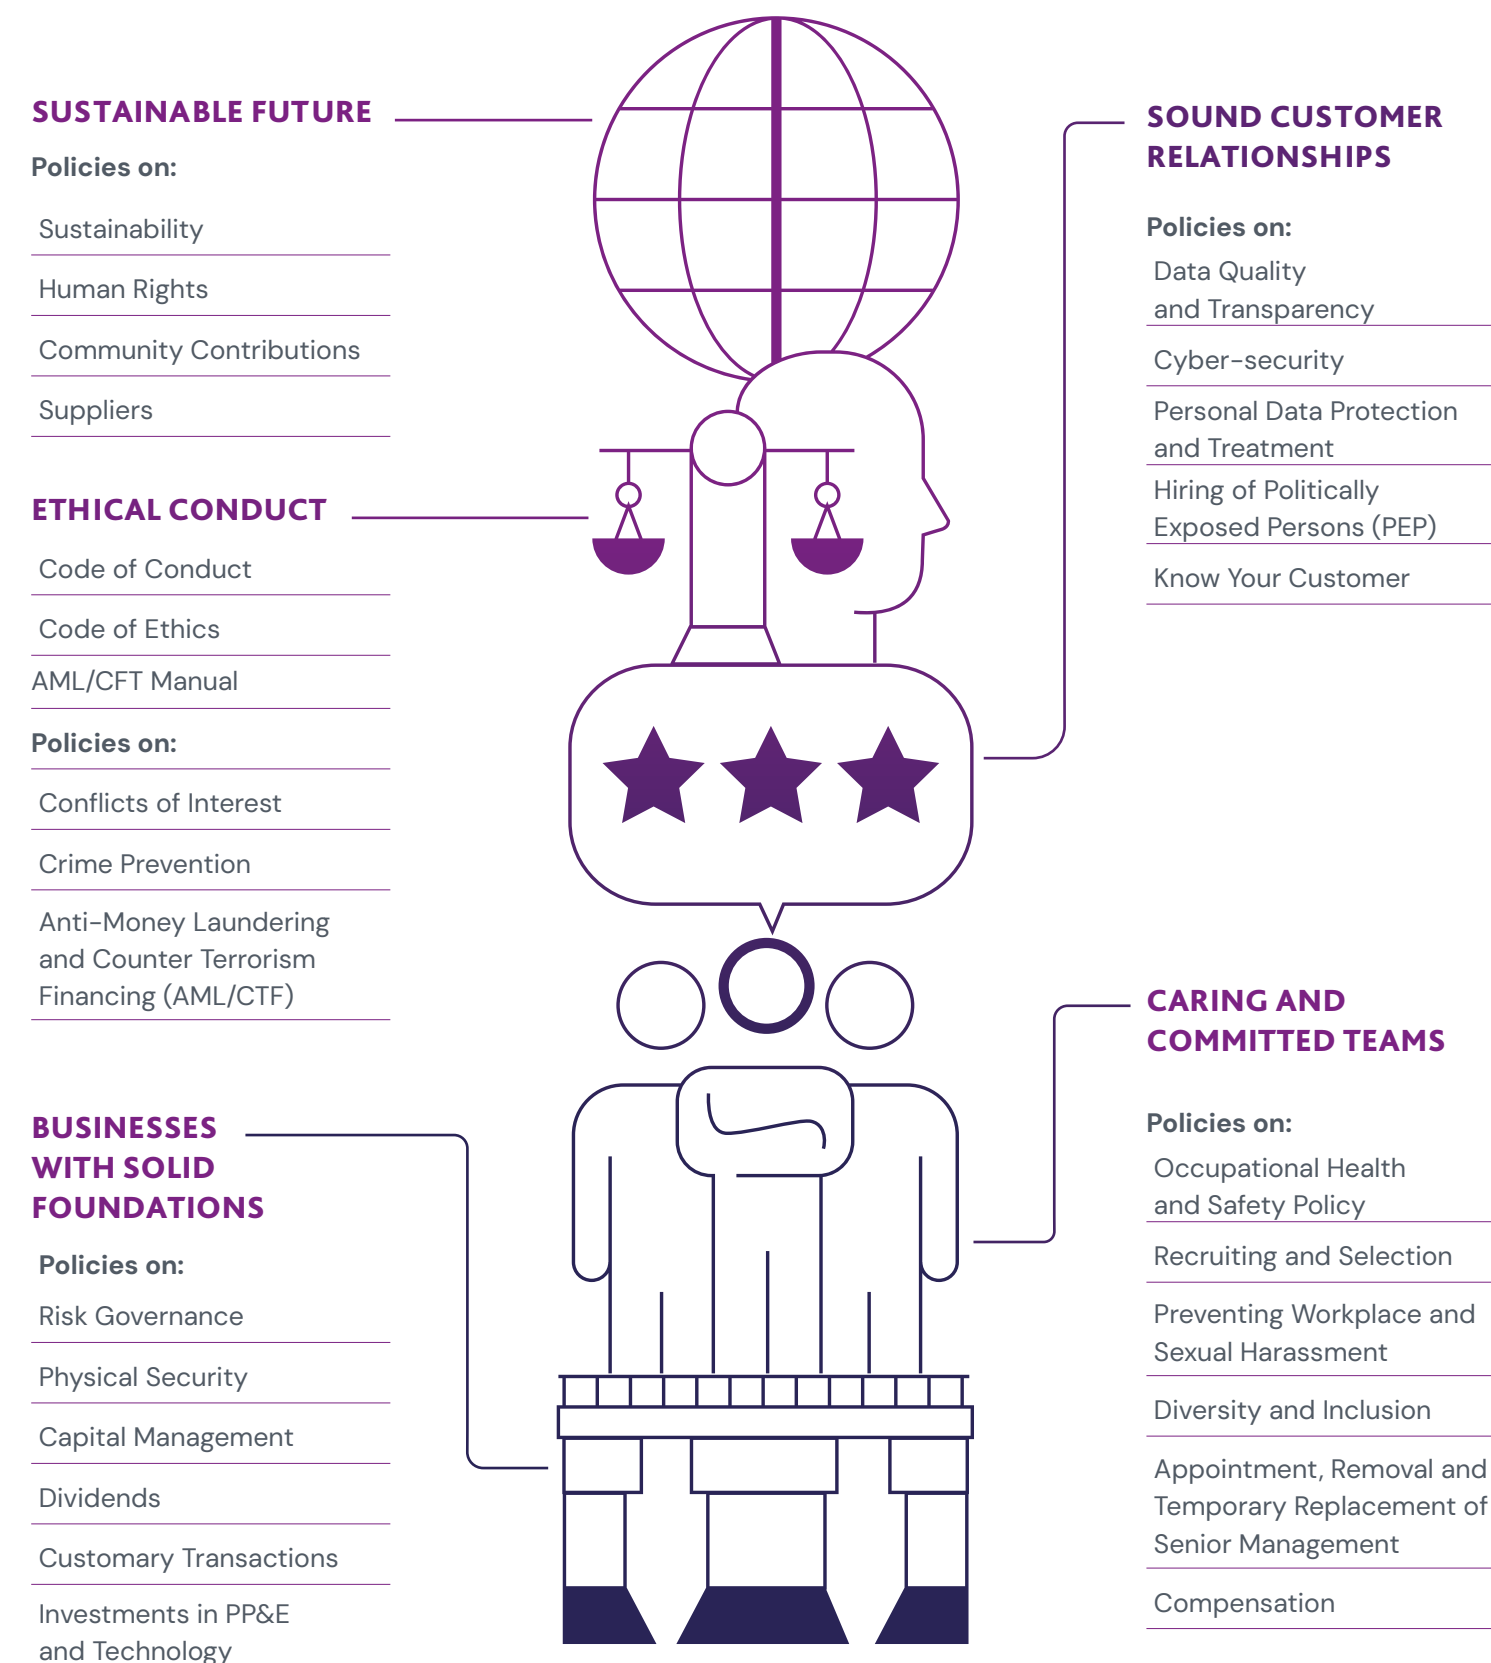 SUSTAINABLE FUTURE
Policies on:
Sustainability
Human Rights
Community Contributions
Suppliers
ETHICAL CONDUCT
Code of Conduct
Code of Ethics
AML/CFT Manual
Policies on:
Conflicts of Interest
Crime Prevention
Anti-Money Laundering
and Counter Terrorism
Financing (AML/CTF)
BUSINESSES
WITH SOLID
FOUNDATIONS
Policies on:
Risk Governance
Physical Security
Capital Management
Dividends
Customary Transactions
Investments in PP&E
and Technology
SOUND CUSTOMER
RELATIONSHIPS
Policies on:
Data Quality
and Transparency
Cyber-security
Personal Data Protection
and Treatment
Hiring of Politically
Exposed Persons (PEP)
Know Your Customer
CARING AND
COMMITTED TEAMS
Policies on:
Occupational Health
and Safety Policy
Recruiting and Selection
Preventing Workplace and
Sexual Harassment
Diversity and Inclusion
Appointment, Removal and
Temporary Replacement of
Senior Management
Compensation